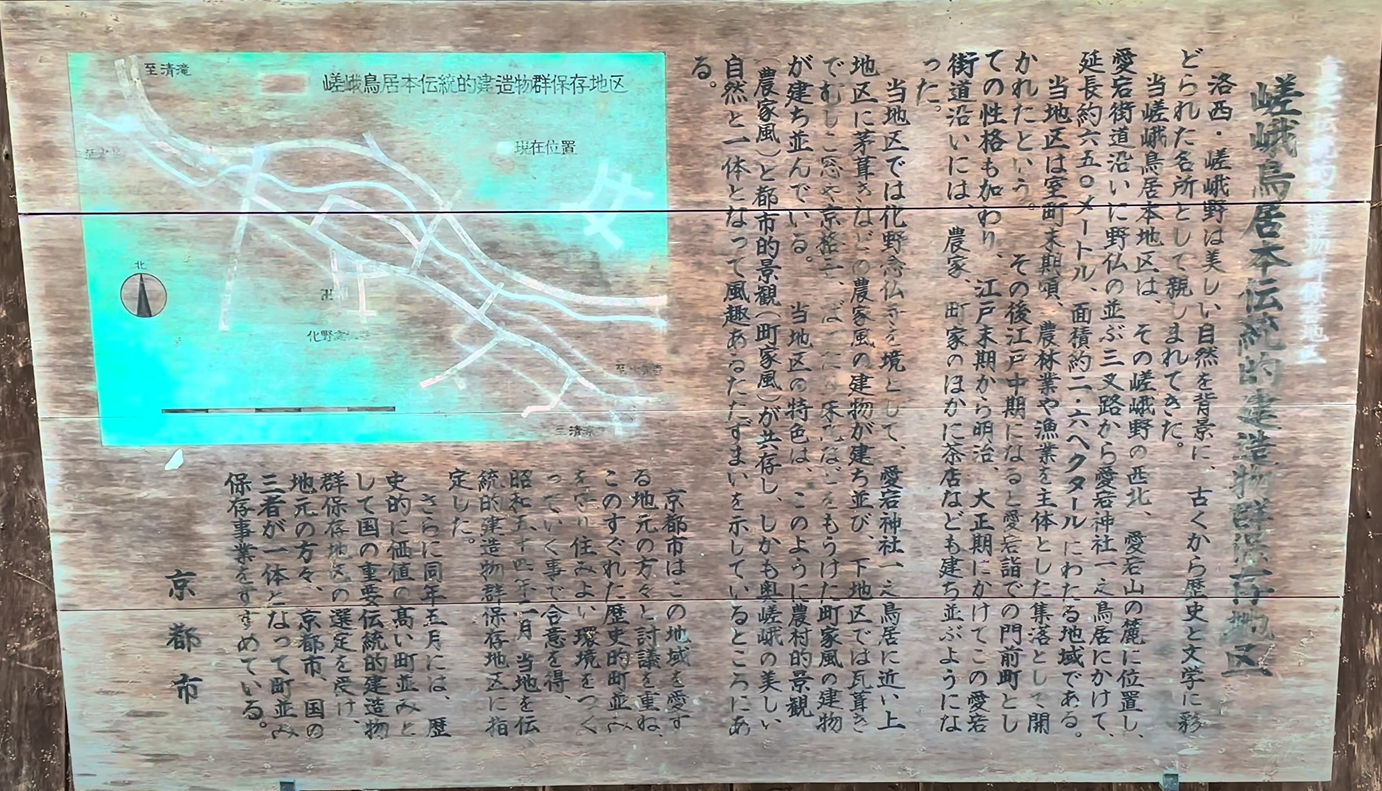 嵯峨鳥居本伝統的建造物群保存地区
洛西・嵯峨野は美しい自然を背景に、古くから歴史と文学に彩
どられた名所として親しまれてきた。
当嵯峨鳥居本地区は、その嵯峨野の西北、愛宕山の麓に位置し、
愛宕街道沿いに野仏の並ぶ三叉路から愛宕神社一之鳥居にかけて、
延長約六五〇メートル、面積約二・六ヘクタールにわたる地域である。
当地区は室町末期頃、農林業や漁業を主体とした集落として開
かれたという。その後江戸中期になると愛宕詣での門前町とし
ての性格も加わり、江戸末期から明治、大正期にかけてこの愛宕
街道沿いには、農家、町家のほかに茶店なども建ち並ぶようにな
った。
当地区では化野念仏寺を境として、愛宕神社一之鳥居に近い上
地区に茅葺きなどの農家風の建物が建ち並び、下地区では瓦葺き
でむしこ窓や京格子、をもうけた町家風の建物
が建ち並んでいる。当地区の特色は、このように農村的景観
(農家風)と都市的景観(町家風)が共存し、しかも奥嵯峨の美しい
自然と一体となって風趣あるたたずまいを示しているところにあ
る。
京都市はこの地域を愛す
る地元の方々と討議を重ね、
このすぐれた歴史的町並み
を守り住みよい環境をつく
っていく事で合意を得、
昭和五十四年一月、当地を伝
統的建造物群保存地区に指
定した。
さらに同年五月には、歴
史的に価値の高い町並みと
して国の重要伝統的建造物
群保存地区の選定を受け、
地元の方々、京都市、国の
三者が一体となって町並み
保存事業をすすめている。
京都市
至清滝
嵯峨鳥居本伝統的建造物群保存地区
現在位置
北
卍
化野念仏寺